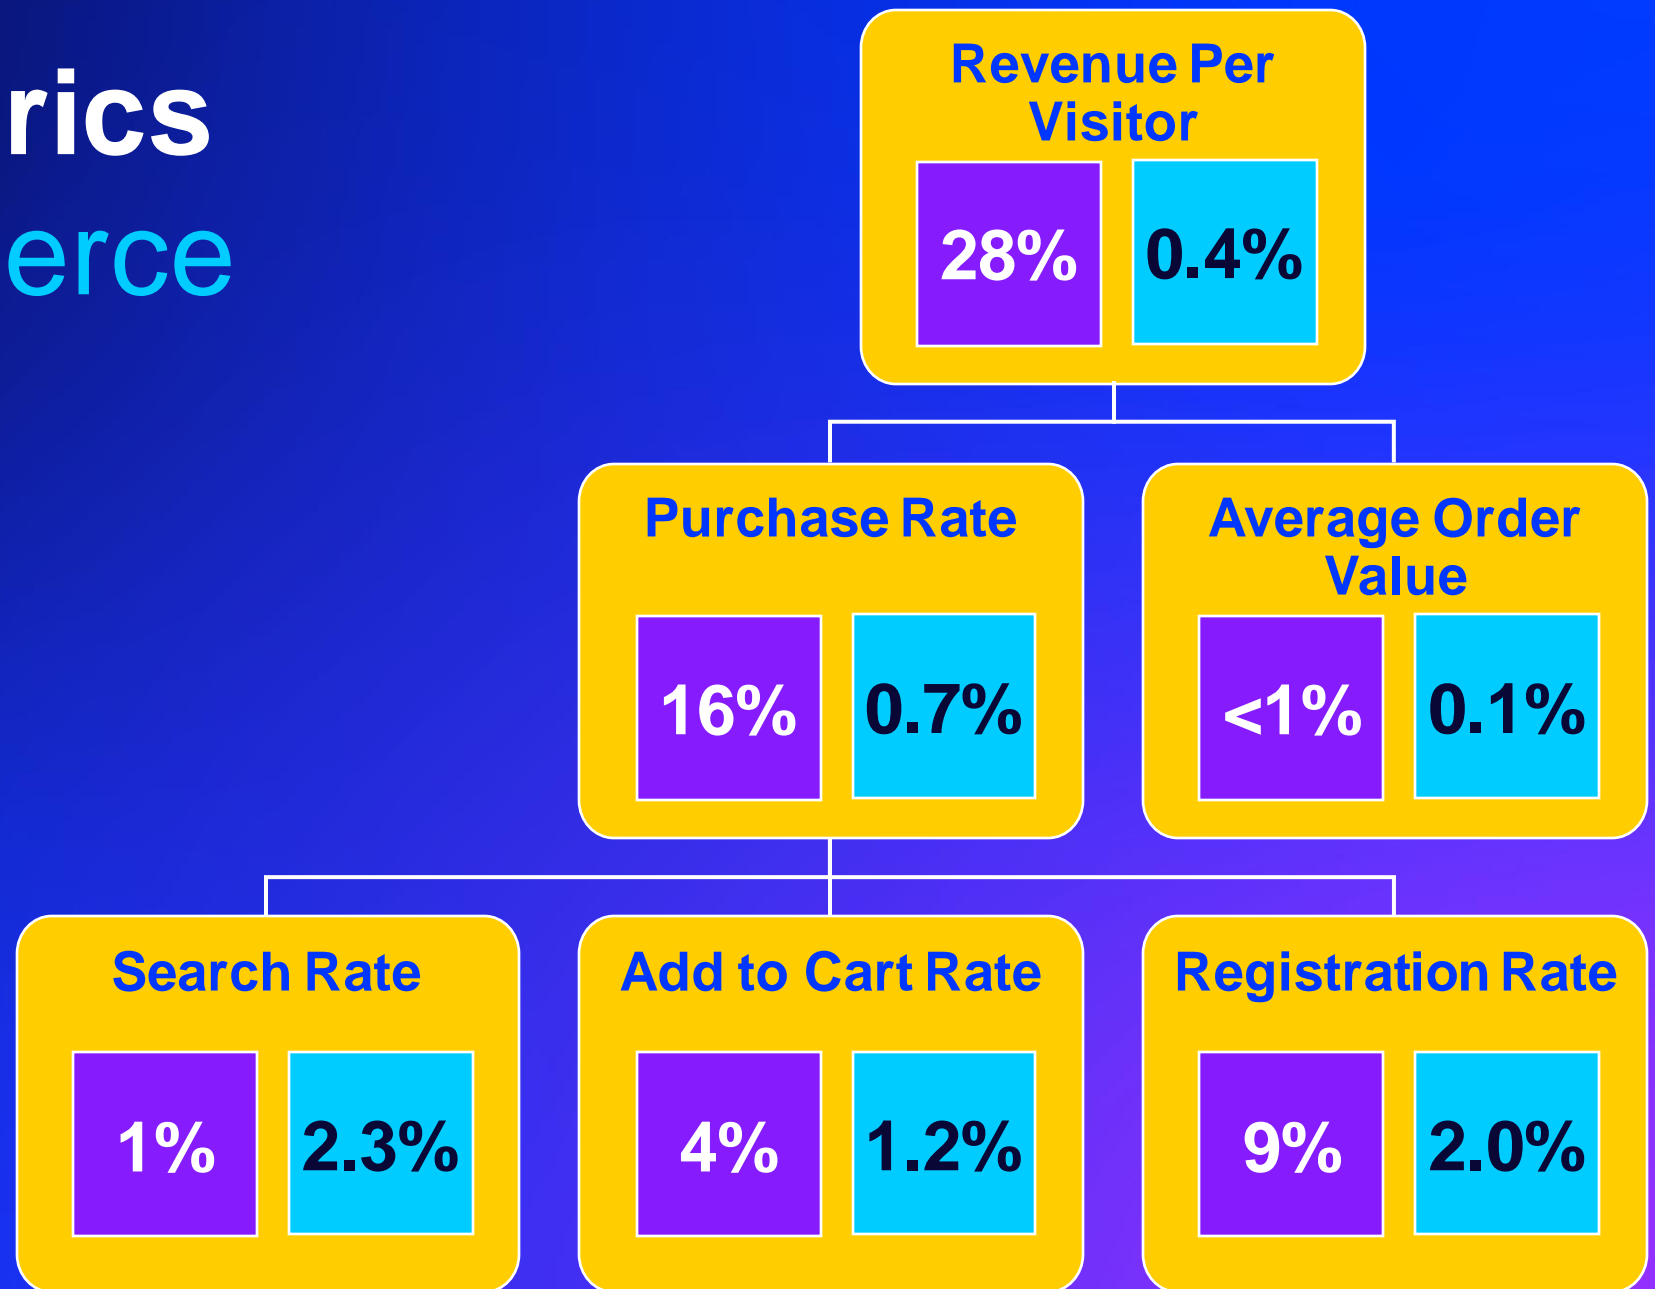 rics
erce
Revenue Per
Visitor
28% 0.4%
Purchase Rate
16% 0.7%
Average Order
Value
<1% 0.1%
Search Rate
1% 2.3%
Add to Cart Rate
4% 1.2%
Registration Rate
9% 2.0%